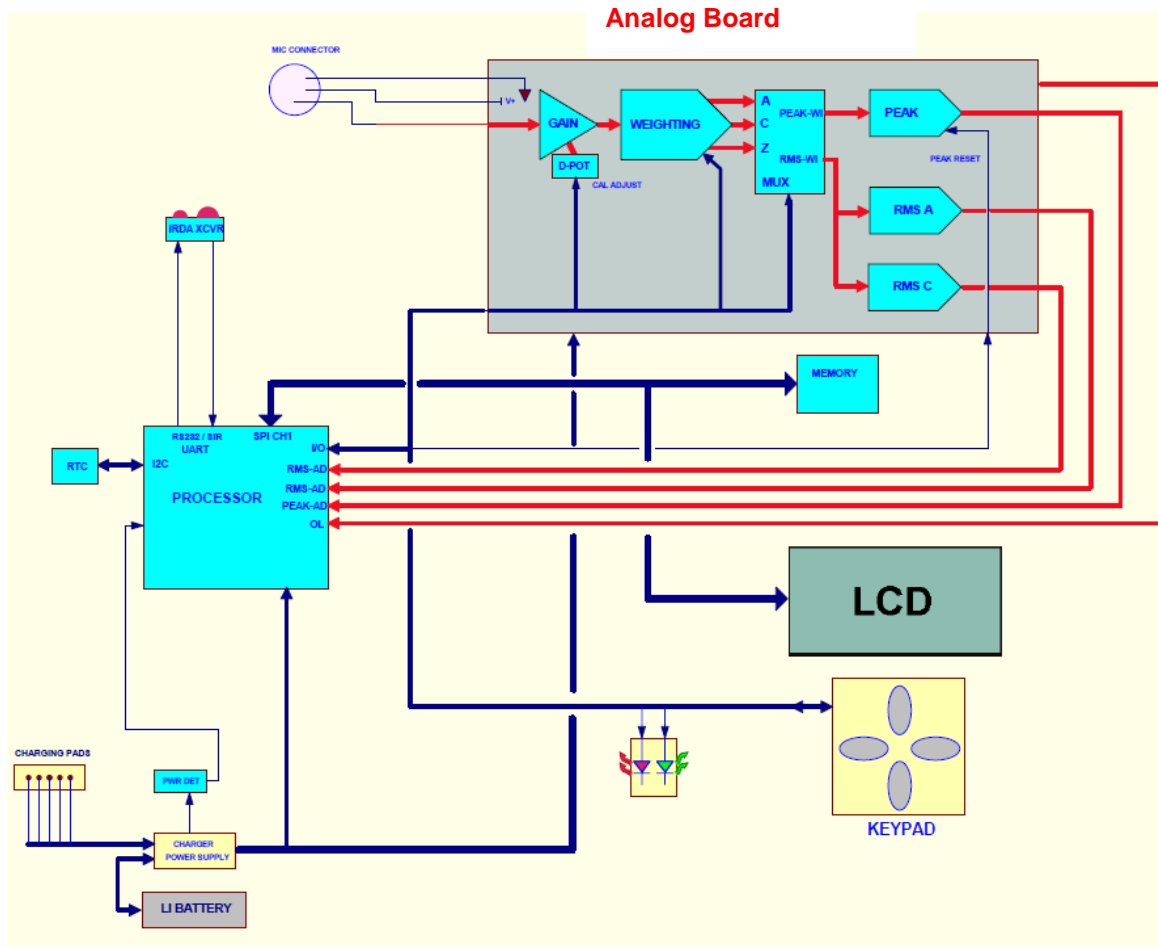 Analog Board
MIC CONNECTOR
V+
GAIN
WEIGHTING
A
C
Z
PEAK-WI
RMS-WI
MUX
PEAK
D-POT
CAL ADJUST
PEAK RESET
RMS A
RMS C
IRDA XCVR
MEMORY
RS232 / SIR
UART
SPI CH1
I/O
RTC
I2C
RMS-AD
RMS-AD
PEAK-AD
OL
PROCESSOR
LCD
CHARGING PADS
PWR DET
KEYPAD
CHARGER
POWER SUPPLY
LI BATTERY